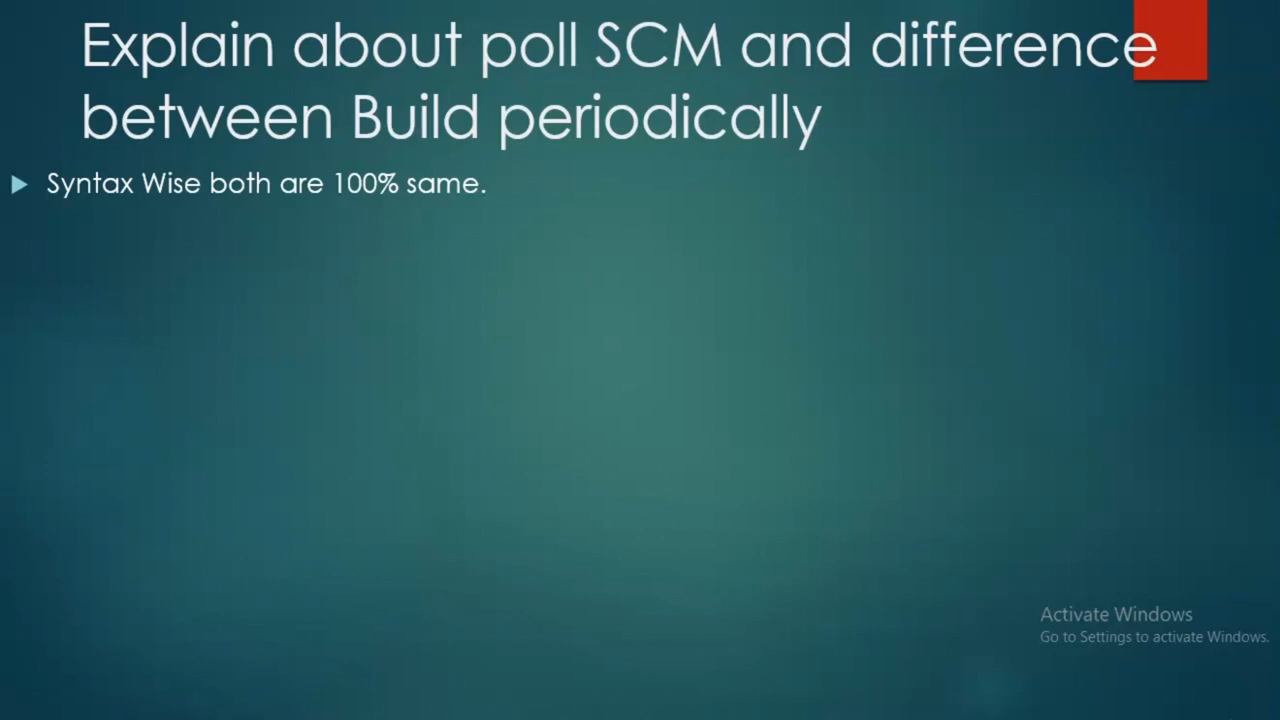 Explain about poll SCM and difference
between Build periodically
Syntax Wise both are 100% same.
Activate Windows
Go to Settings to activate Windows.